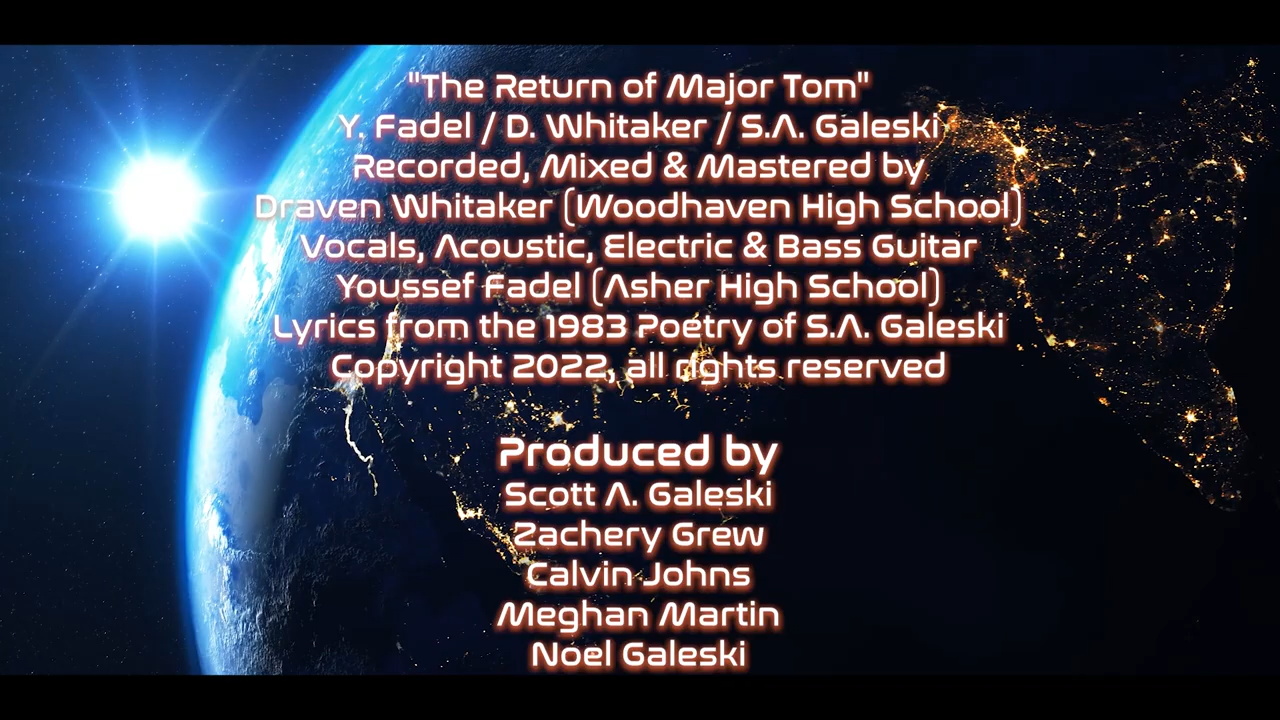 "The Return of Major Tom"
Y. Fadel / D. Whitaker / S.A. Galeski
Recorded, Mixed & Mastered by
Draven Whitaker (Woodhaven High School)
Vocals, Acoustic, Electric & Bass Guitar
Youssef Fadel (Asher High School)
Lyrics from the 1983 Poetry of S.A. Galeski
Copyright 2022, all rights reserved
Produced by
Scott A. Galeski
Zachery Grew
Calvin Johns
Meghan Martin
Noel Galeski